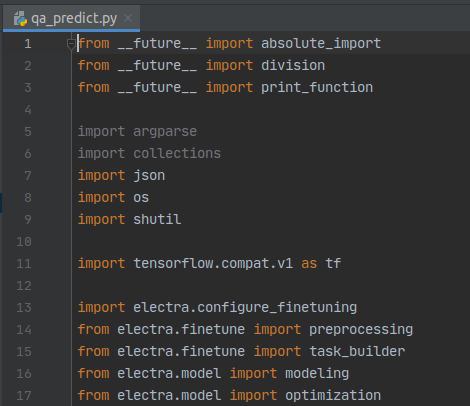 qa_predict.py
1 from __future__ import absolute_import
2 from __future__ import division
3 from __future__ import print_function
4
5 import argparse
6 import collections
7 import json
8 import os
9 import shutil
10
11 import tensorflow.compat.v1 as tf
12
13 import electra.configure_finetuning
14 from electra.finetune import preprocessing
15 from electra.finetune import task_builder
16 from electra.model import modeling
17 from electra.model import optimization